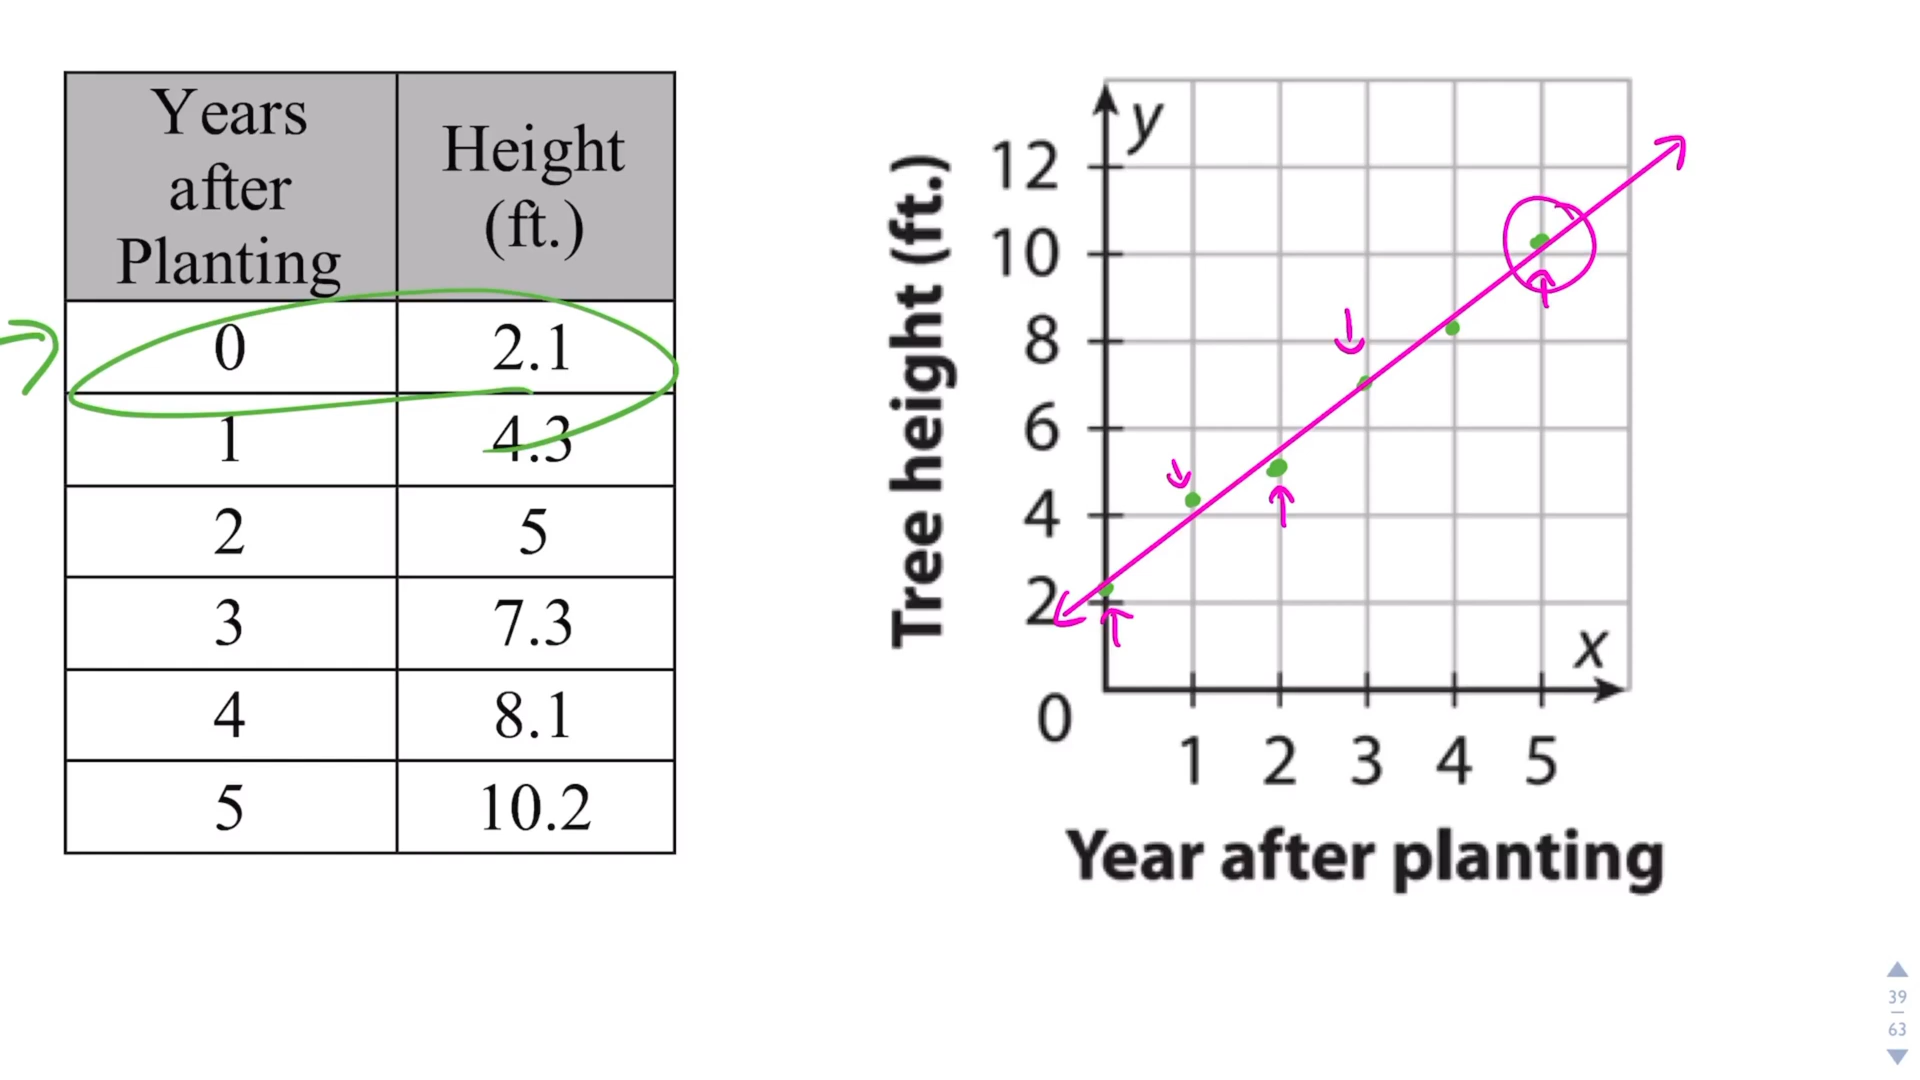 Years
after
Planting
Height
(ft.)
0 2.1
1 4.3
2 5
3 7.3
4 8.1
5 10.2
Tree height (ft.)
y
12
10
8
6
4
2
0
x
1 2 3 4 5
Year after planting
39
63